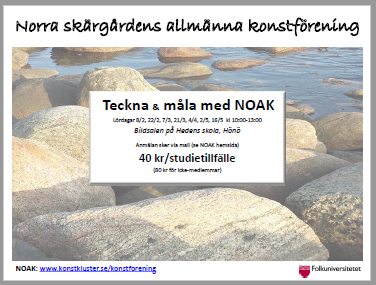 Norra skärgårdens allmänna konstförening
Teckna & måla med NOAK
Lördagar 8/2, 22/2, 7/3, 21/3, 4/4, 2/5, 16/5 kl 10:00-13:00
Bildsalen på Hedens skola, Hönö
Anmälan sker via mail (se NOAK hemsida)
40 kr/studietillfälle
(80 kr för icke-medlemmar)
NOAK: www.konstkluster.se/konstforening
Folkuniversitetet